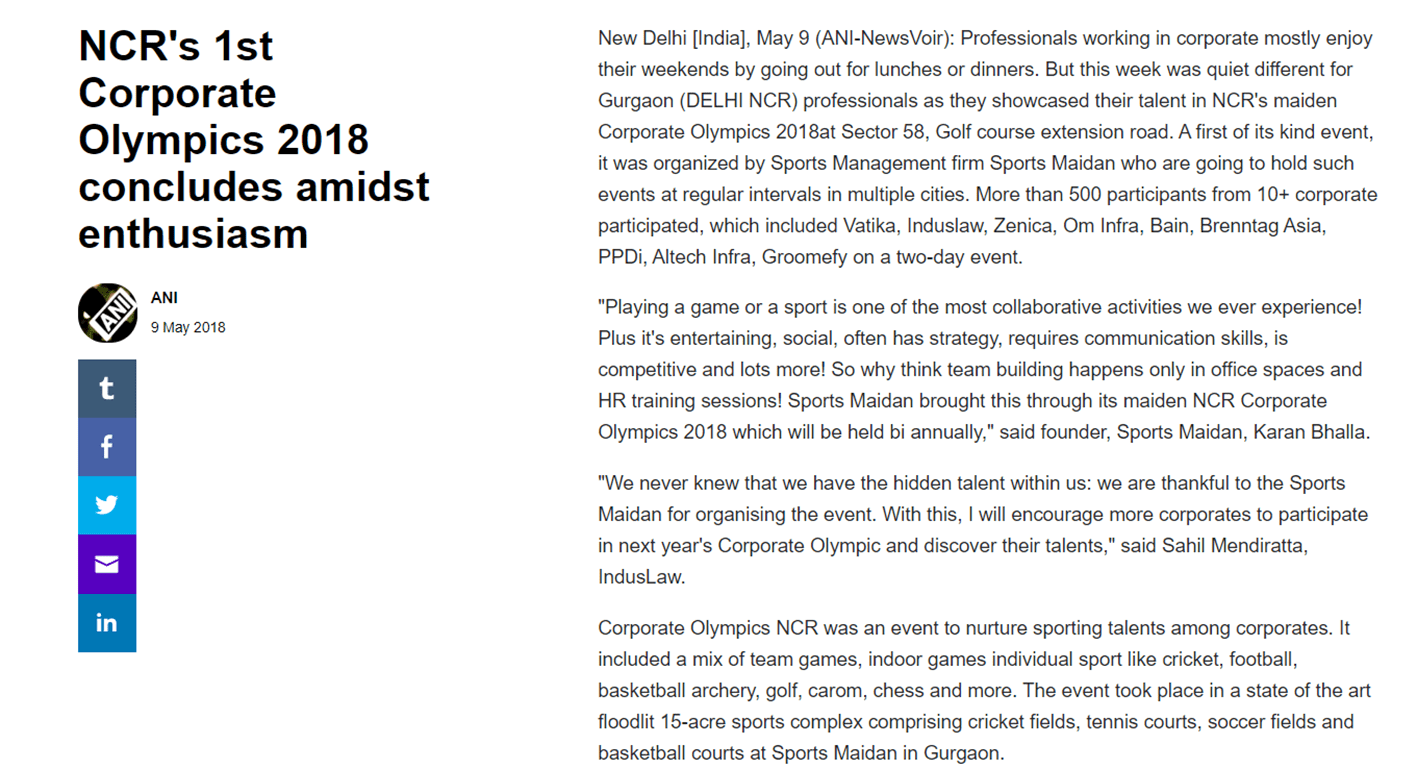 NCR's 1st
Corporate
Olympics 2018
concludes amidst
enthusiasm
ANI
ANI
9 May 2018
t
f
in
New Delhi [India], May 9 (ANI-NewsVoir): Professionals working in corporate mostly enjoy
their weekends by going out for lunches or dinners. But this week was quiet different for
Gurgaon (DELHI NCR) professionals as they showcased their talent in NCR's maiden
Corporate Olympics 2018at Sector 58, Golf course extension road. A first of its kind event,
it was organized by Sports Management firm Sports Maidan who are going to hold such
events at regular intervals in multiple cities. More than 500 participants from 10+ corporate
participated, which included Vatika, Induslaw, Zenica, Om Infra, Bain, Brenntag Asia,
PPDi, Altech Infra, Groomefy on a two-day event.
"Playing a game or a sport is one of the most collaborative activities we ever experience!
Plus it's entertaining, social, often has strategy, requires communication skills, is
competitive and lots more! So why think team building happens only in office spaces and
HR training sessions! Sports Maidan brought this through its maiden NCR Corporate
Olympics 2018 which will be held bi annually," said founder, Sports Maidan, Karan Bhalla.
"We never knew that we have the hidden talent within us: we are thankful to the Sports
Maidan for organising the event. With this, I will encourage more corporates to participate
in next year's Corporate Olympic and discover their talents," said Sahil Mendiratta,
IndusLaw.
Corporate Olympics NCR was an event to nurture sporting talents among corporates. It
included a mix of team games, indoor games individual sport like cricket, football,
basketball archery, golf, carom, chess and more. The event took place in a state of the art
floodlit 15-acre sports complex comprising cricket fields, tennis courts, soccer fields and
basketball courts at Sports Maidan in Gurgaon.